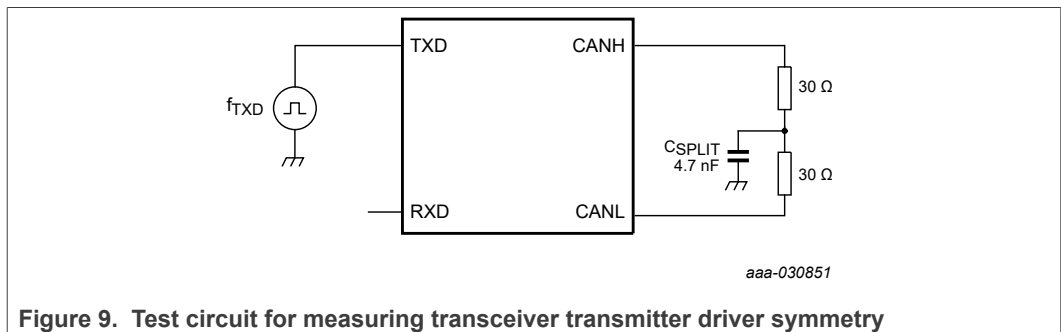 TXD
CANH
30 Ω
fTXD
CSPLIT
4.7 nF
30 Ω
RXD
CANL
aaa-030851
Figure 9. Test circuit for measuring transceiver transmitter driver symmetry